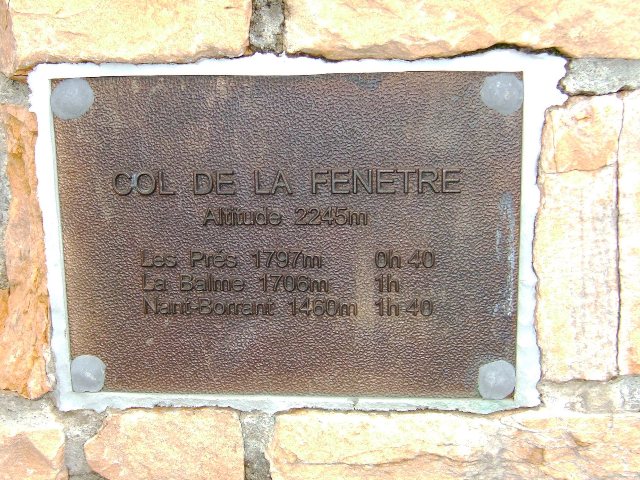 COL DE LA FENETRE
Altitude 2245m
Les Prés 1797m 0h 40
La Balme 1706m 1h
Nant-Borrant 1460m 1h 40